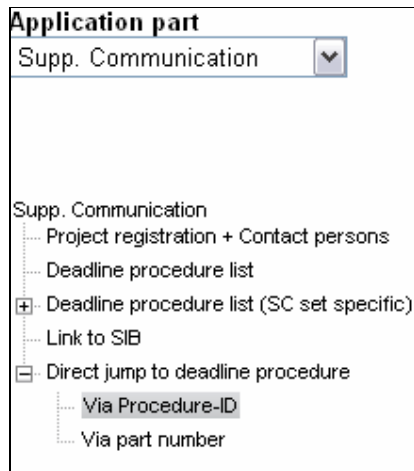 Application part
Supp. Communication
Supp. Communication
Project registration + Contact persons
Deadline procedure list
Deadline procedure list (SC set specific)
Link to SIB
Direct jump to deadline procedure
Via Procedure-ID
Via part number